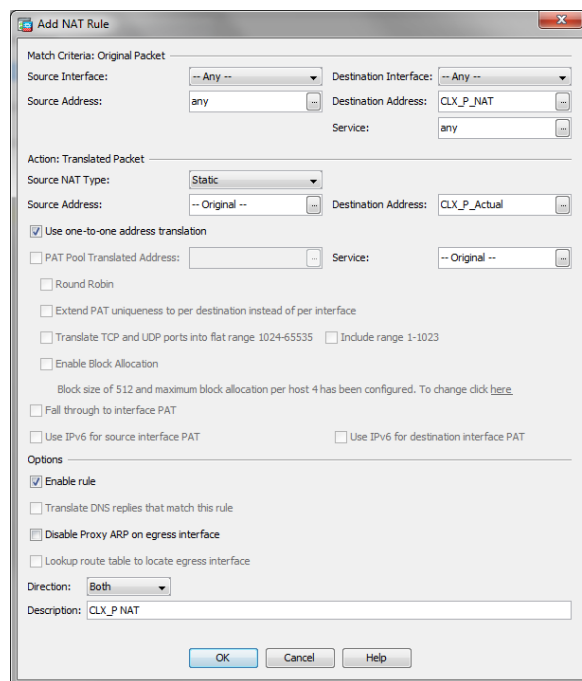 Add NAT Rule
Match Criteria: Original Packet
Source Interface: -- Any -- Destination Interface: -- Any --
Source Address: any ... Destination Address: CLX_P_NAT ...
Service: any ...
Action: Translated Packet
Source NAT Type: Static
Source Address: -- Original -- ... Destination Address: CLX_P_Actual ...
Use one-to-one address translation
PAT Pool Translated Address: ... Service: -- Original -- ...
Round Robin
Extend PAT uniqueness to per destination instead of per interface
Translate TCP and UDP ports into flat range 1024-65535 Include range 1-1023
Enable Block Allocation
Block size of 512 and maximum block allocation per host 4 has been configured. To change click here
Fall through to interface PAT
Use IPv6 for source interface PAT Use IPv6 for destination interface PAT
Options
Enable rule
Translate DNS replies that match this rule
Disable Proxy ARP on egress interface
Lookup route table to locate egress interface
Direction: Both
Description: CLX_P NAT
OK Cancel Help